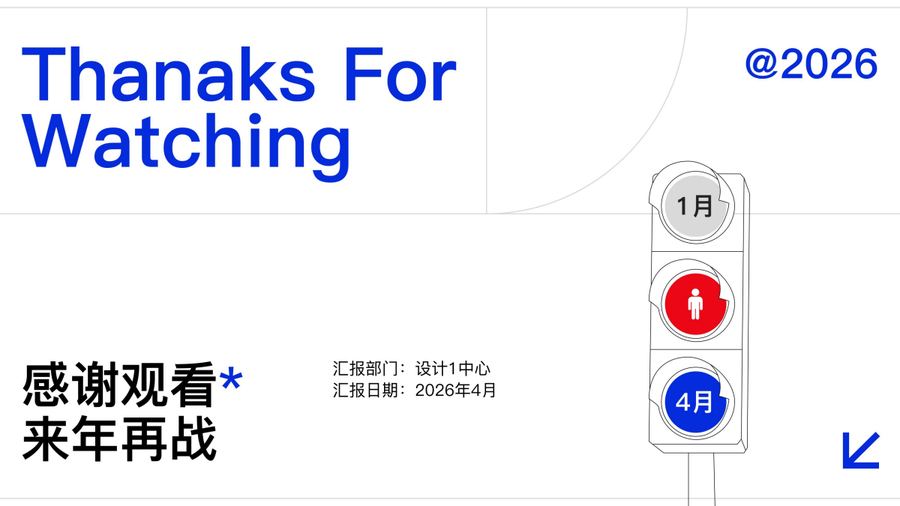 Thanaks For
Watching
@2026
1月
4月
感谢观看*
来年再战
汇报部门：设计1中心
汇报日期：2026年4月